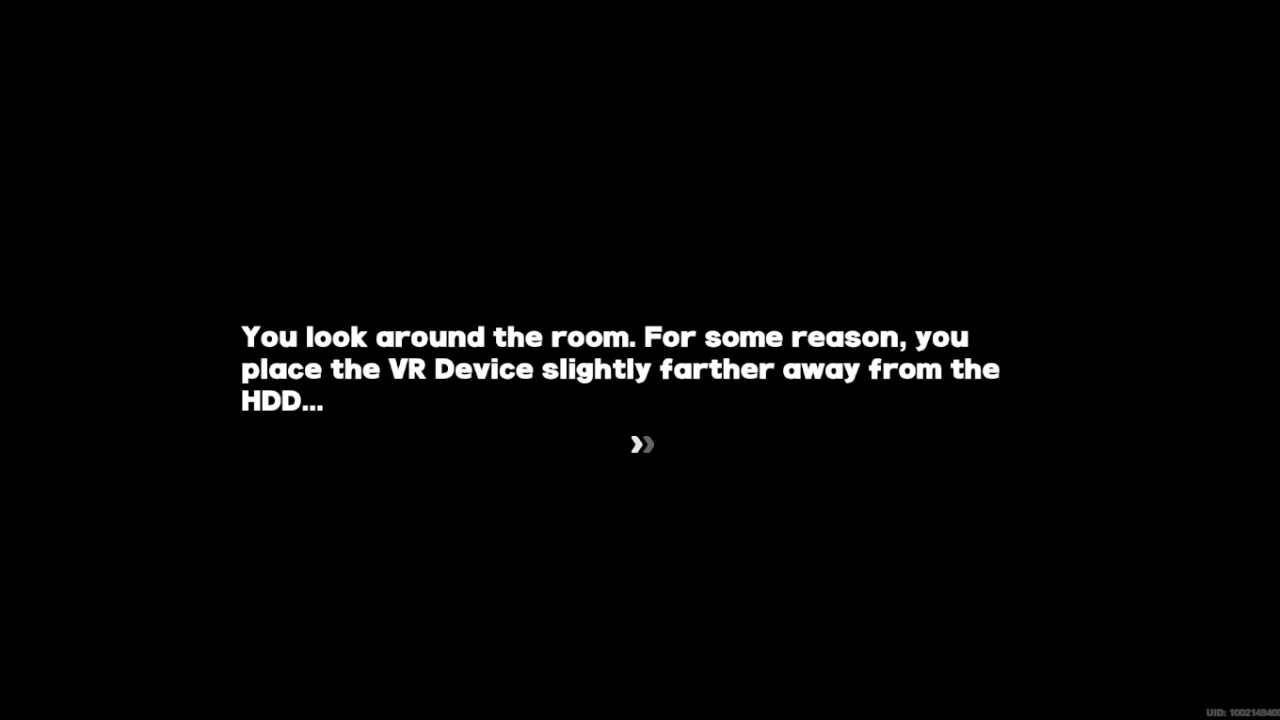 You look around the room. For some reason, you
place the VR Device slightly farther away from the
HDD...